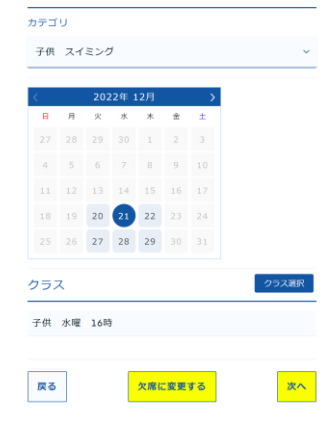 カテゴリ
子供 スイミング
2022年 12月
日 月 火 水 木 金 土
27 28 29 30 1 2 3
4 5 6 7 8 9 10
11 12 13 14 15 16 17
18 19 20 21 22 23 24
25 26 27 28 29 30 31
クラス クラス選択
子供 水曜 16時
戻る 欠席に変更する 次へ